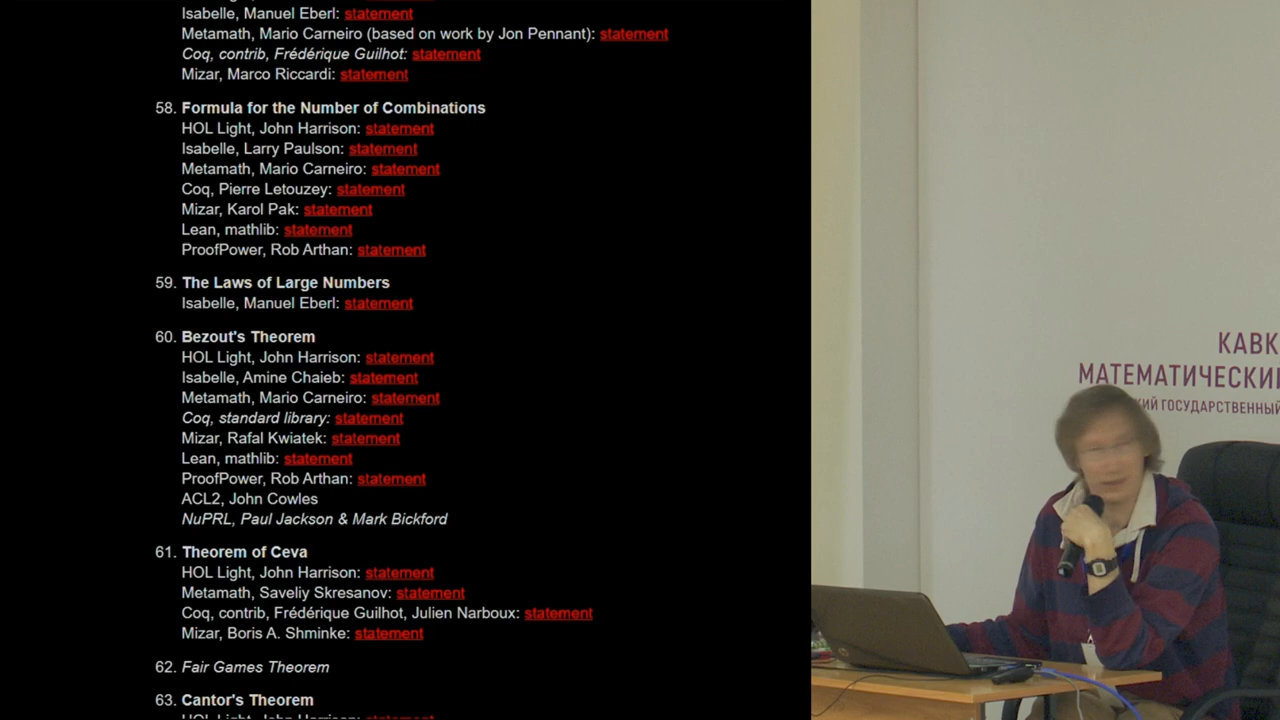 Isabelle, Manuel Eberl: statement
Metamath, Mario Carneiro (based on work by Jon Pennant): statement
Coq, contrib, Frédérique Guilhot: statement
Mizar, Marco Riccardi: statement
58. Formula for the Number of Combinations
HOL Light, John Harrison: statement
Isabelle, Larry Paulson: statement
Metamath, Mario Carneiro: statement
Coq, Pierre Letouzey: statement
Mizar, Karol Pak: statement
Lean, mathlib: statement
ProofPower, Rob Arthan: statement
59. The Laws of Large Numbers
Isabelle, Manuel Eberl: statement
60. Bezout's Theorem
HOL Light, John Harrison: statement
Isabelle, Amine Chaieb: statement
Metamath, Mario Carneiro: statement
Coq, standard library: statement
Mizar, Rafal Kwiatek: statement
Lean, mathlib: statement
ProofPower, Rob Arthan: statement
ACL2, John Cowles
NuPRL, Paul Jackson & Mark Bickford
61. Theorem of Ceva
HOL Light, John Harrison: statement
Metamath, Saveliy Skresanov: statement
Coq, contrib, Frédérique Guilhot, Julien Narboux: statement
Mizar, Boris A. Shminke: statement
62. Fair Games Theorem
63. Cantor's Theorem
HOL Light, John Harrison: statement
КАВК
МАТЕМАТИЧЕСКИ
КИЙ ГОСУДАРСТВЕННЫЙ